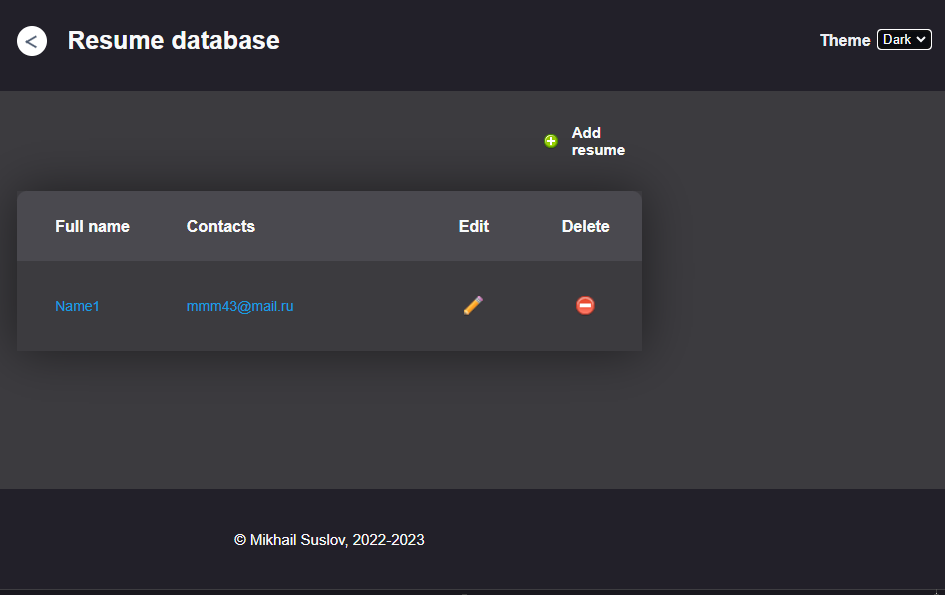 <
Resume database
Theme Dark
Add
resume
Full name Contacts Edit Delete
Name1 mmm43@mail.ru
© Mikhail Suslov, 2022-2023